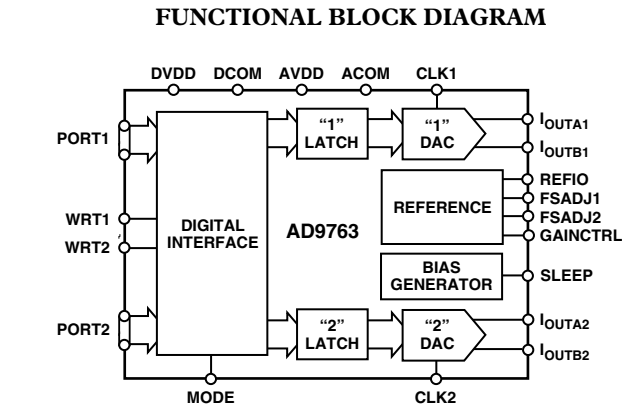 FUNCTIONAL BLOCK DIAGRAM
DVDD DCOM AVDD ACOM CLK1
PORT1
WRT1
WRT2
PORT2
DIGITAL
INTERFACE
"1"
LATCH
"1"
DAC
AD9763
REFERENCE
BIAS
GENERATOR
"2"
LATCH
"2"
DAC
IOUTA1
IOUTB1
REFIO
FSADJ1
FSADJ2
GAINCTRL
SLEEP
IOUTA2
IOUTB2
MODE
CLK2